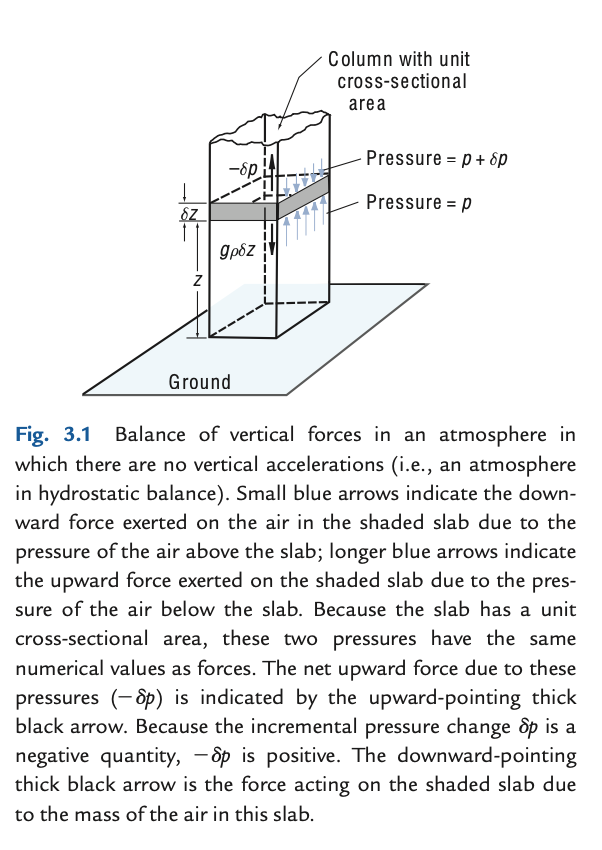 Column with unit
cross-sectional
area
Pressure = p + δp
–δp
Pressure = p
δz
gρδz
z
Ground
Fig. 3.1 Balance of vertical forces in an atmosphere in
which there are no vertical accelerations (i.e., an atmosphere
in hydrostatic balance). Small blue arrows indicate the down-
ward force exerted on the air in the shaded slab due to the
pressure of the air above the slab; longer blue arrows indicate
the upward force exerted on the shaded slab due to the pres-
sure of the air below the slab. Because the slab has a unit
cross-sectional area, these two pressures have the same
numerical values as forces. The net upward force due to these
pressures (−δp) is indicated by the upward-pointing thick
black arrow. Because the incremental pressure change δp is a
negative quantity, −δp is positive. The downward-pointing
thick black arrow is the force acting on the shaded slab due
to the mass of the air in this slab.